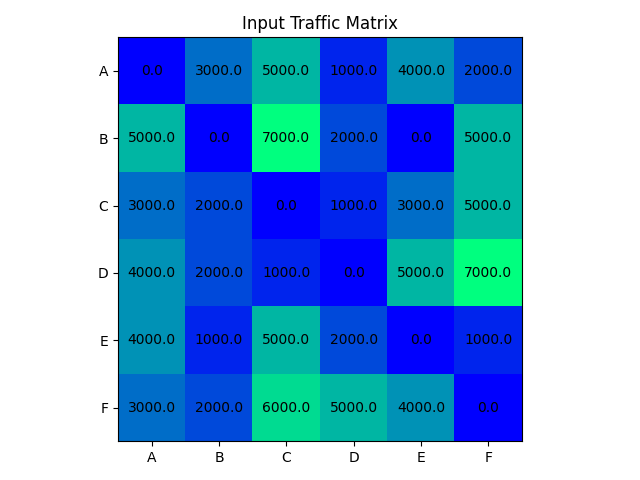 Input Traffic Matrix
A 0.0 3000.0 5000.0 1000.0 4000.0 2000.0
B 5000.0 0.0 7000.0 2000.0 0.0 5000.0
C 3000.0 2000.0 0.0 1000.0 3000.0 5000.0
D 4000.0 2000.0 1000.0 0.0 5000.0 7000.0
E 4000.0 1000.0 5000.0 2000.0 0.0 1000.0
F 3000.0 2000.0 6000.0 5000.0 4000.0 0.0
A B C D E F